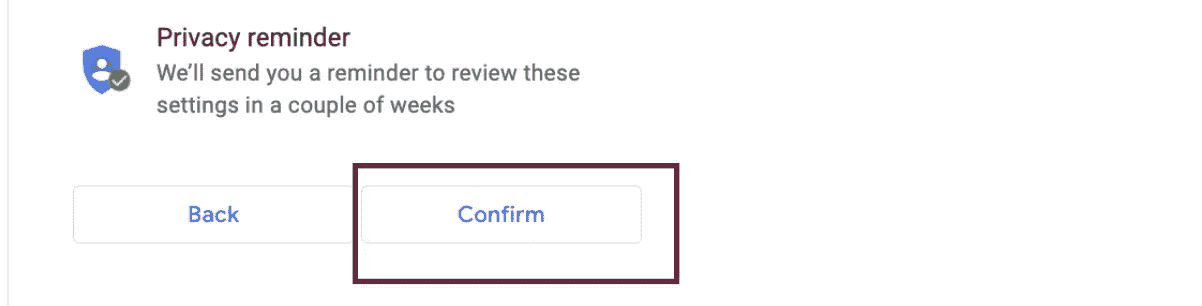 Privacy reminder
We’ll send you a reminder to review these
settings in a couple of weeks
Back
Confirm